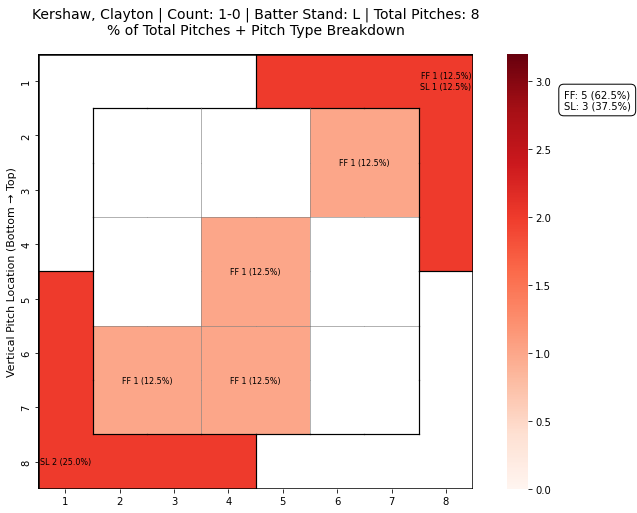 Kershaw, Clayton | Count: 1-0 | Batter Stand: L | Total Pitches: 8
% of Total Pitches + Pitch Type Breakdown
Vertical Pitch Location (Bottom → Top)
1
2
3
4
5
6
7
8
FF 1 (12.5%)
SL 1 (12.5%)
FF 1 (12.5%)
FF 1 (12.5%)
FF 1 (12.5%)
FF 1 (12.5%)
SL 2 (25.0%)
1
2
3
4
5
6
7
8
3.0
2.5
2.0
1.5
1.0
0.5
0.0
FF: 5 (62.5%)
SL: 3 (37.5%)